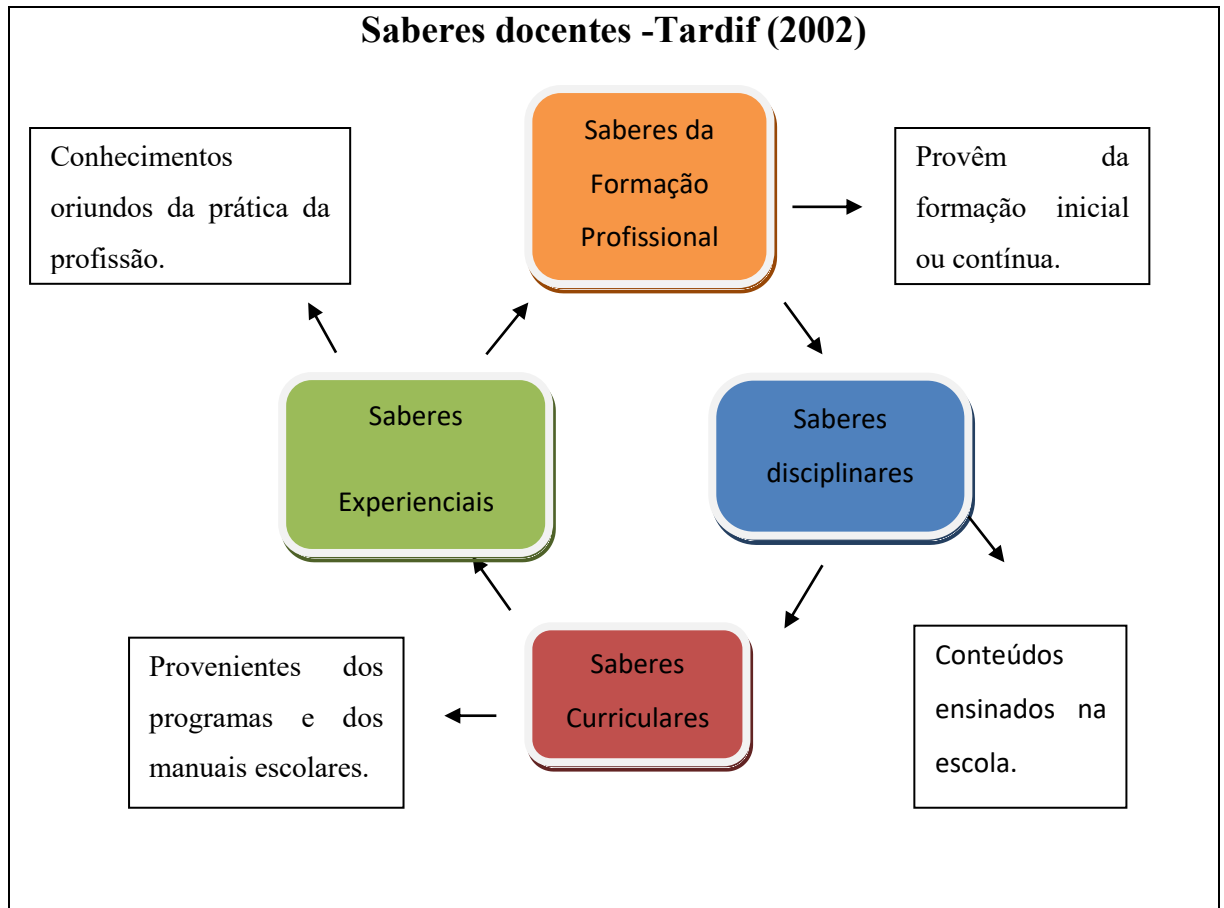 Saberes docentes -Tardif (2002)
Saberes da
Formação
Profissional
Conhecimentos
oriundos da prática da
profissão.
Provêm da
formação inicial
ou contínua.
Saberes
Experienciais
Saberes
disciplinares
Provenientes dos
programas e dos
manuais escolares.
Saberes
Curriculares
Conteúdos
ensinados na
escola.